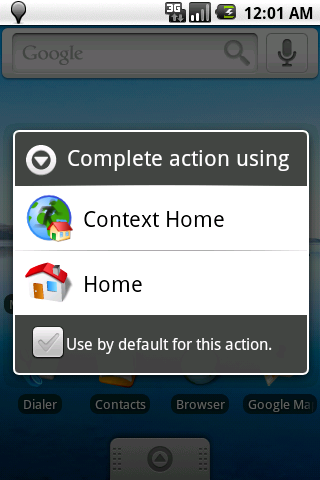 3G
12:01 AM
Google
Complete action using
Context Home
Home
Use by default for this action.
Dialer
Contacts
Browser
Google Ma